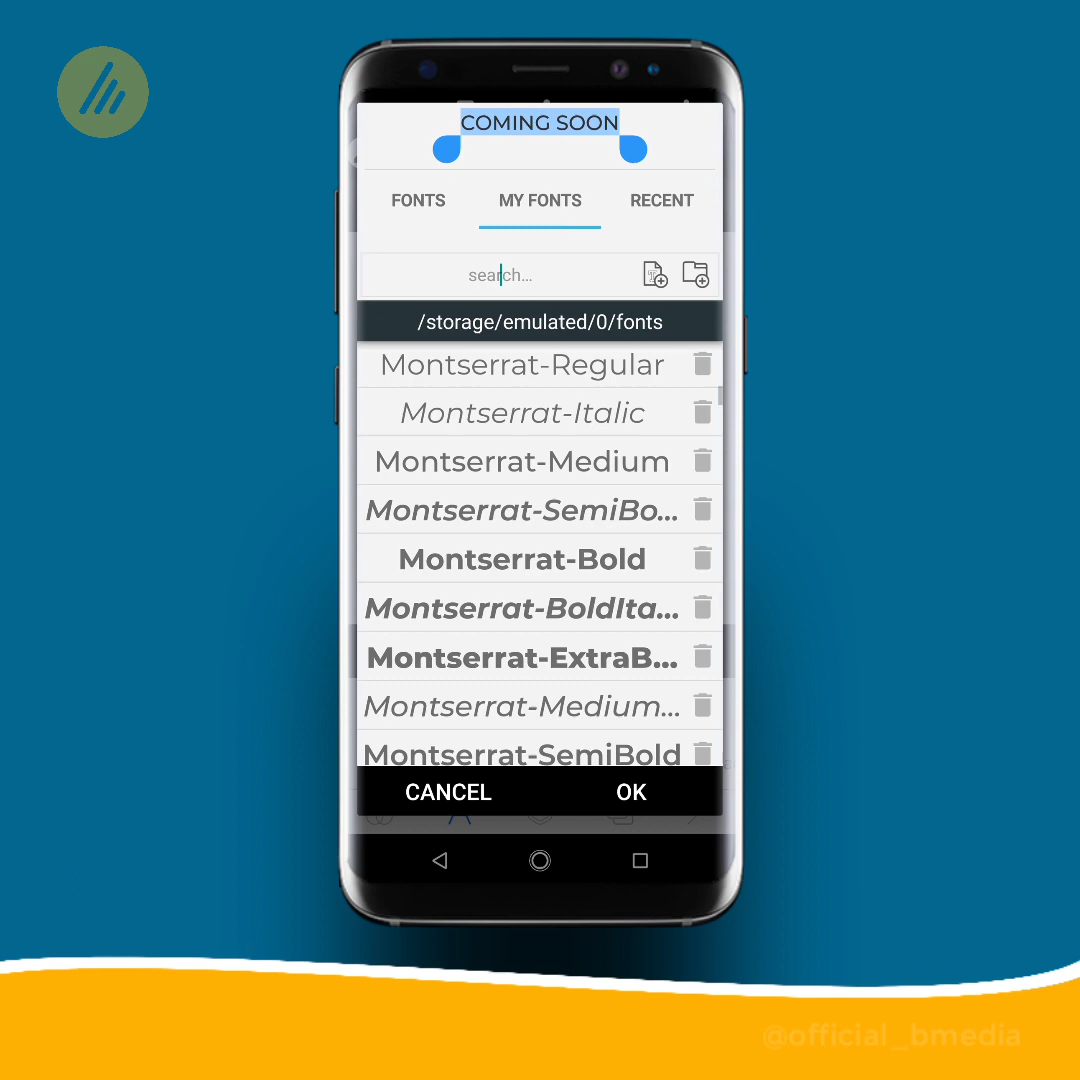 COMING SOON
FONTS MY FONTS RECENT
search...
/storage/emulated/0/fonts
Montserrat-Regular
Montserrat-Italic
Montserrat-Medium
Montserrat-SemiBo...
Montserrat-Bold
Montserrat-BoldIta...
Montserrat-ExtraB...
Montserrat-Medium...
Montserrat-SemiBold
CANCEL OK
@official_bmedia